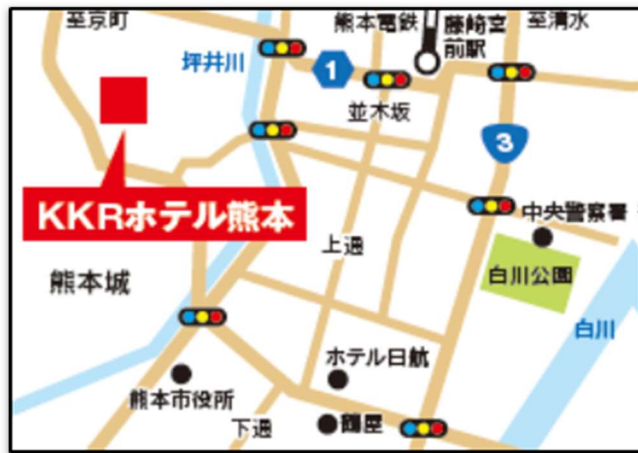 至京町
熊本電鉄
藤崎宮
前駅
至清水
坪井川
1
並木坂
3
KKRホテル熊本
中央警察署
上通
熊本城
白川公園
白川
ホテル日航
熊本市役所
下通
鶴屋